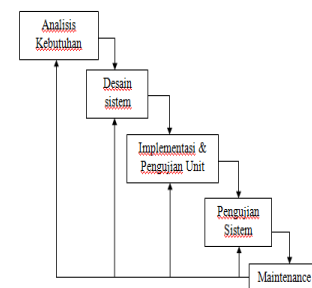 Analisis
Kebutuhan
Desain
sistem
Implementasi &
Pengujian Unit
Pengujian
Sistem
Maintenance